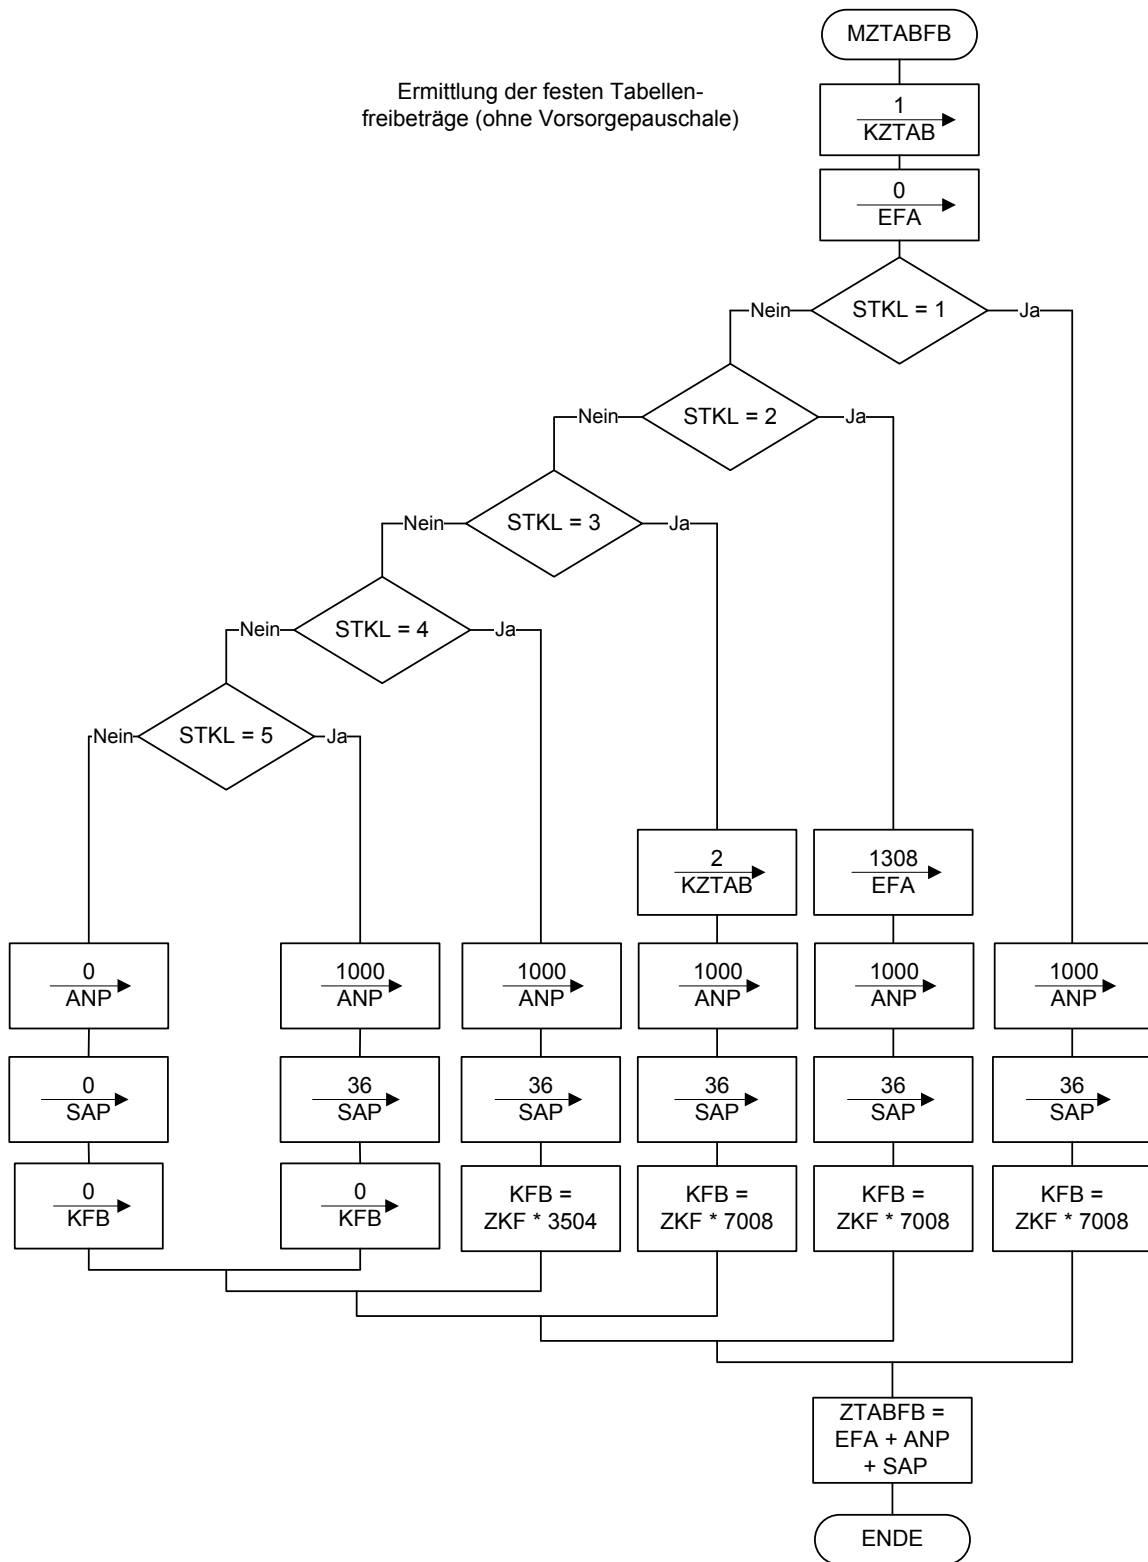 MZTABFB
Ermittlung der festen Tabellen-
freibeträge (ohne Vorsorgepauschale)
1
KZTAB
0
EFA
Nein
STKL = 1
Ja
Nein
STKL = 2
Ja
Nein
STKL = 3
Ja
Nein
STKL = 4
Ja
Nein
STKL = 5
Ja
2
KZTAB
1308
EFA
0
ANP
1000
ANP
1000
ANP
1000
ANP
1000
ANP
1000
ANP
0
SAP
36
SAP
36
SAP
36
SAP
36
SAP
36
SAP
0
KFB
0
KFB
KFB =
ZKF * 3504
KFB =
ZKF * 7008
KFB =
ZKF * 7008
KFB =
ZKF * 7008
ZTABFB =
EFA + ANP
+ SAP
ENDE